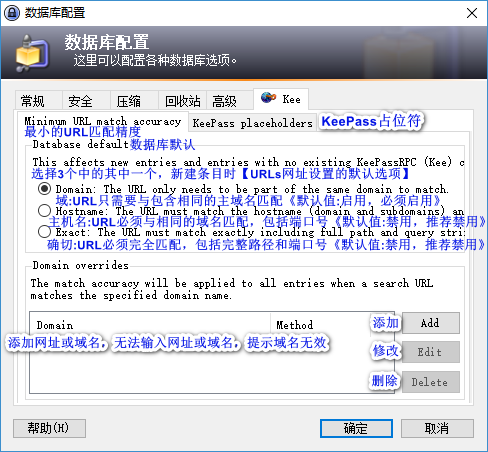 数据库配置
数据库配置
这里可以配置各种数据库选项。
常规 安全 压缩 回收站 高级 Kee
Minimum URL match accuracy KeePass placeholders KeePass占位符
最小的URL匹配精度
Database default数据库默认
This affects new entries and entries with no existing KeePassRPC (Kee) c
选择3个中的其中一个，新建条目时【URLs网址设置的默认选项】
Domain: The URL only needs to be part of the same domain to match.
域:URL只需要与包含相同的主域名匹配《默认值:启用，必须启用》
Hostname: The URL must match the hostname (domain and subdomains) an
主机名:URL必须与相同的域名匹配，包括端口号《默认值:禁用，推荐禁用》
Exact: The URL must match exactly including full path and query stri
确切:URL必须完全匹配，包括完整路径和端口号《默认值:禁用，推荐禁用》
Domain overrides
The match accuracy will be applied to all entries when a search URL
matches the specified domain name.
Domain Method
添加 Add
添加网址或域名，无法输入网址或域名，提示域名无效
修改 Edit
删除 Delete
帮助(H) 确定 取消